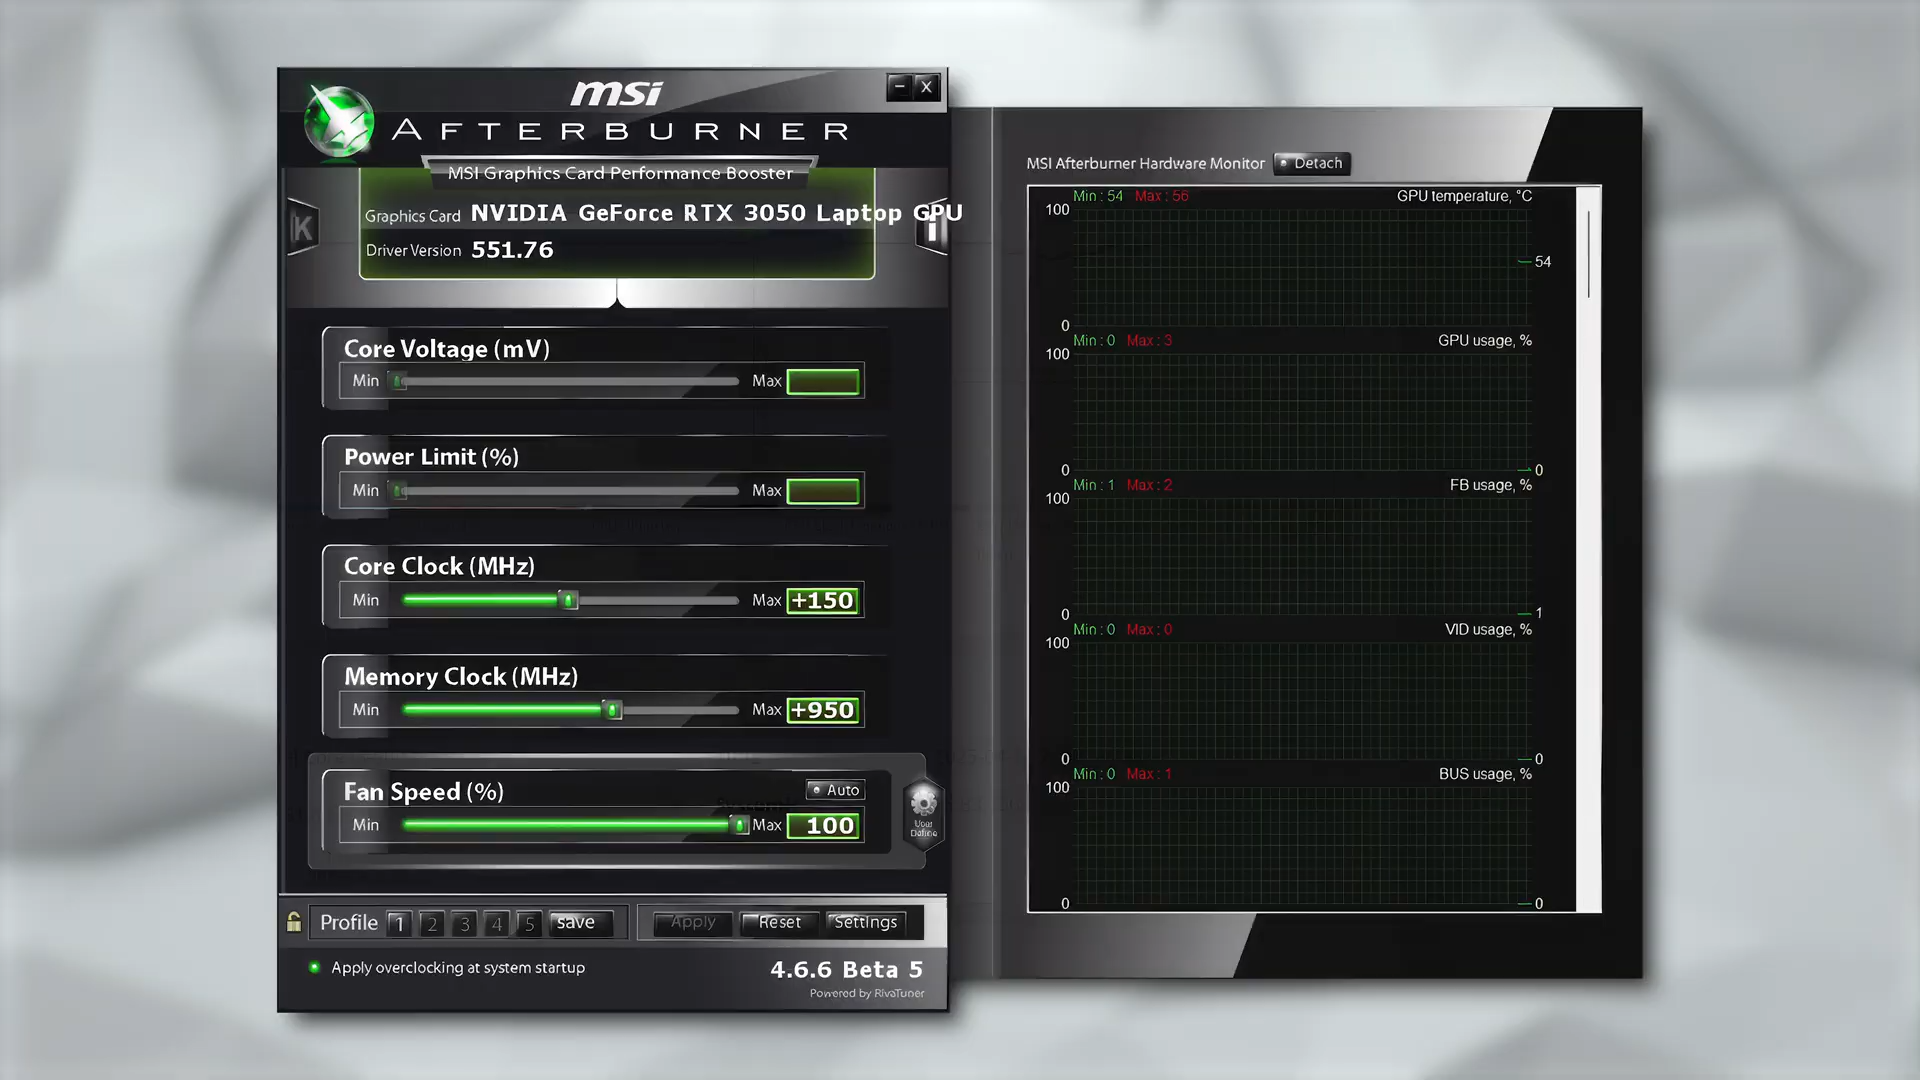 msi
AFTERBURNER
MSI Graphics Card Performance Booster
Graphics Card NVIDIA GeForce RTX 3050 Laptop GPU
Driver Version 551.76
K
i
Core Voltage (mV)
Min Max
Power Limit (%)
Min Max
Core Clock (MHz)
Min Max +150
Memory Clock (MHz)
Min Max +950
Fan Speed (%) Auto
Min Max 100
User Define
Profile 1 2 3 4 5 save Apply Reset Settings
Apply overclocking at system startup
4.6.6 Beta 5
Powered by RivaTuner
MSI Afterburner Hardware Monitor Detach
Min : 54 Max : 56 GPU temperature, °C
100
54
0
Min : 0 Max : 3 GPU usage, %
100
0 0
Min : 1 Max : 2 FB usage, %
100
0 1
Min : 0 Max : 0 VID usage, %
100
0 0
Min : 0 Max : 1 BUS usage, %
100
0 0